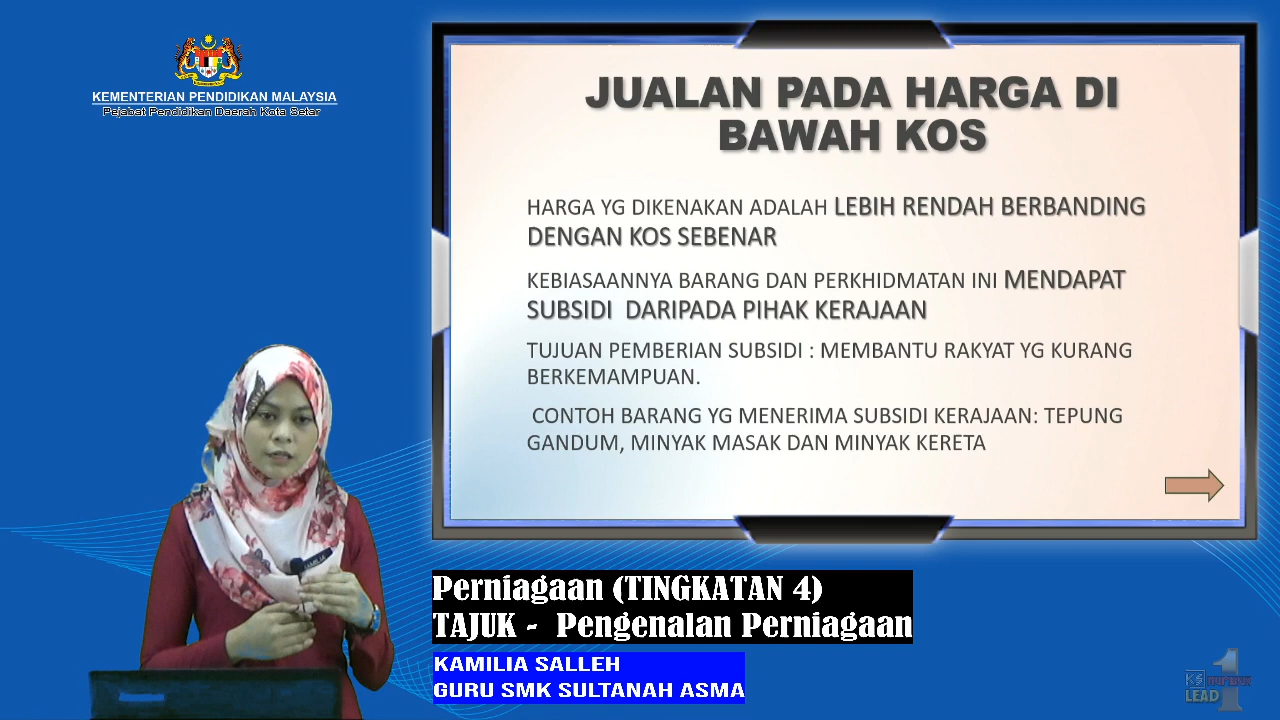 KEMENTERIAN PENDIDIKAN MALAYSIA
Pejabat Pendidikan Daerah Kota Setar
JUALAN PADA HARGA DI
BAWAH KOS
HARGA YG DIKENAKAN ADALAH LEBIH RENDAH BERBANDING
DENGAN KOS SEBENAR
KEBIASAANNYA BARANG DAN PERKHIDMATAN INI MENDAPAT
SUBSIDI DARIPADA PIHAK KERAJAAN
TUJUAN PEMBERIAN SUBSIDI : MEMBANTU RAKYAT YG KURANG
BERKEMAMPUAN.
CONTOH BARANG YG MENERIMA SUBSIDI KERAJAAN: TEPUNG
GANDUM, MINYAK MASAK DAN MINYAK KERETA
Perniagaan (TINGKATAN 4)
TAJUK - Pengenalan Perniagaan
KAMILIA SALLEH
GURU SMK SULTANAH ASMA
KS
LEAD 1